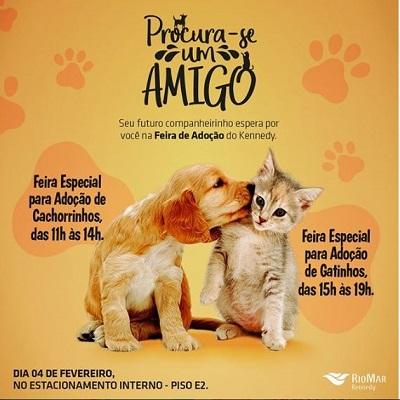 Procura-se
um
AMIGO
Seu futuro companheirinho espera por
você na Feira de Adoção do Kennedy.
Feira Especial
para Adoção de
Cachorrinhos,
das 11h às 14h.
Feira Especial
para Adoção
de Gatinhos,
das 15h às 19h.
DIA 04 DE FEVEREIRO,
NO ESTACIONAMENTO INTERNO - PISO E2.
RIOMAR
Kennedy